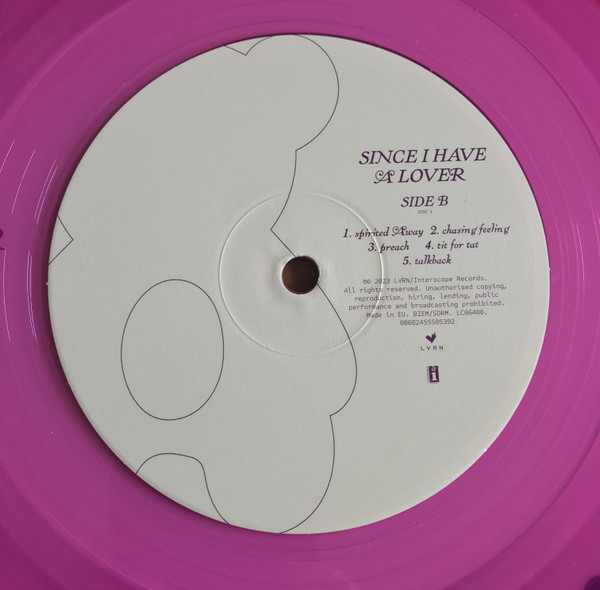 SINCE I HAVE
A LOVER
SIDE B
DISC 1
1. spirited Away 2. chasing feeling
3. preach 4. tit for tat
5. talkback
℗© 2023 LVRN/Interscope Records.
All rights reserved. Unauthorised copying,
reproduction, hiring, lending, public
performance and broadcasting prohibited.
Made in EU. BIEM/SDRM. LC06406.
00602455505392
LVRN
i